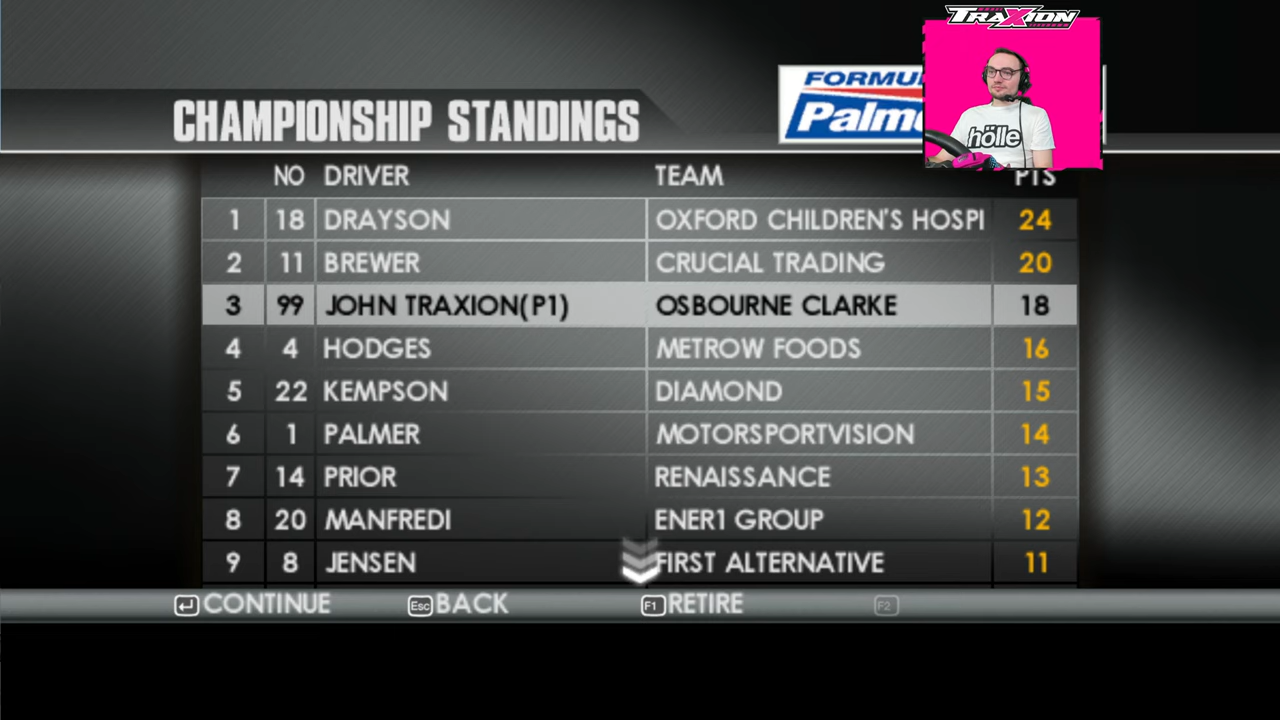 TRAXION
FORMU
Palme
hölle
CHAMPIONSHIP STANDINGS
NO DRIVER TEAM PTS
1 18 DRAYSON OXFORD CHILDREN'S HOSPI 24
2 11 BREWER CRUCIAL TRADING 20
3 99 JOHN TRAXION(P1) OSBOURNE CLARKE 18
4 4 HODGES METROW FOODS 16
5 22 KEMPSON DIAMOND 15
6 1 PALMER MOTORSPORTVISION 14
7 14 PRIOR RENAISSANCE 13
8 20 MANFREDI ENER1 GROUP 12
9 8 JENSEN FIRST ALTERNATIVE 11
CONTINUE Esc BACK F1 RETIRE F2